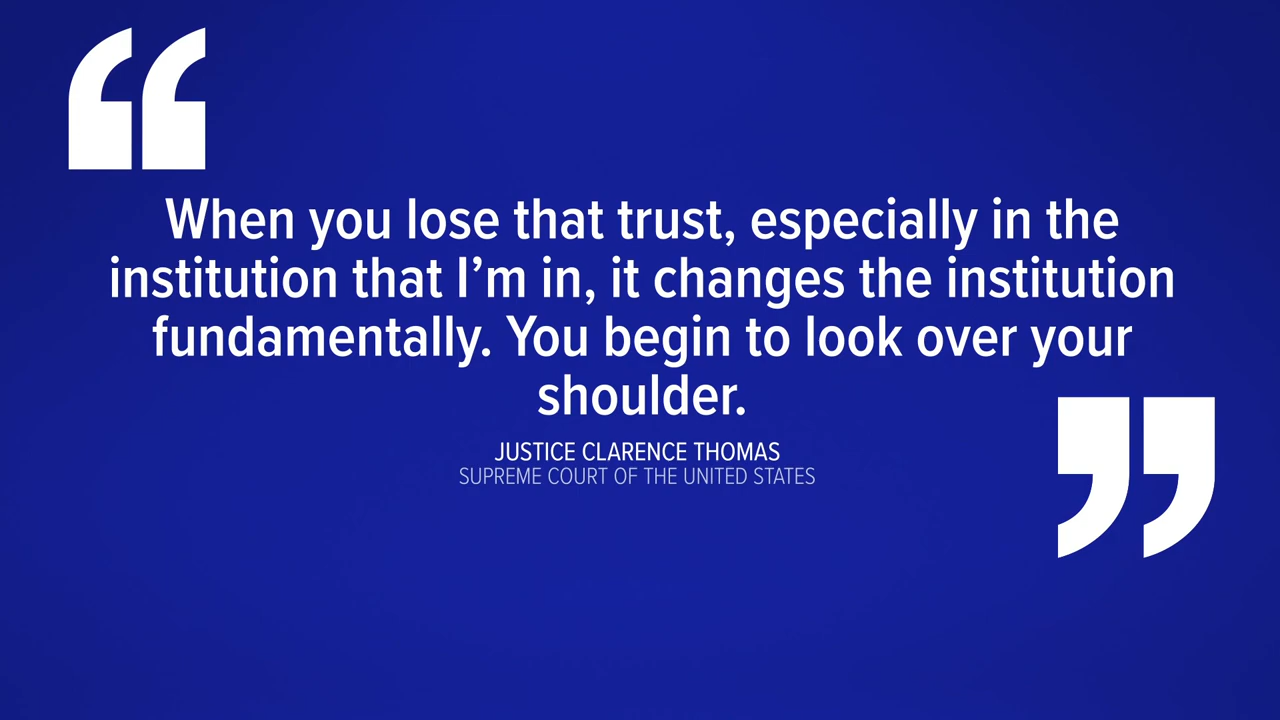 “
When you lose that trust, especially in the
institution that I’m in, it changes the institution
fundamentally. You begin to look over your
shoulder.
”
JUSTICE CLARENCE THOMAS
SUPREME COURT OF THE UNITED STATES